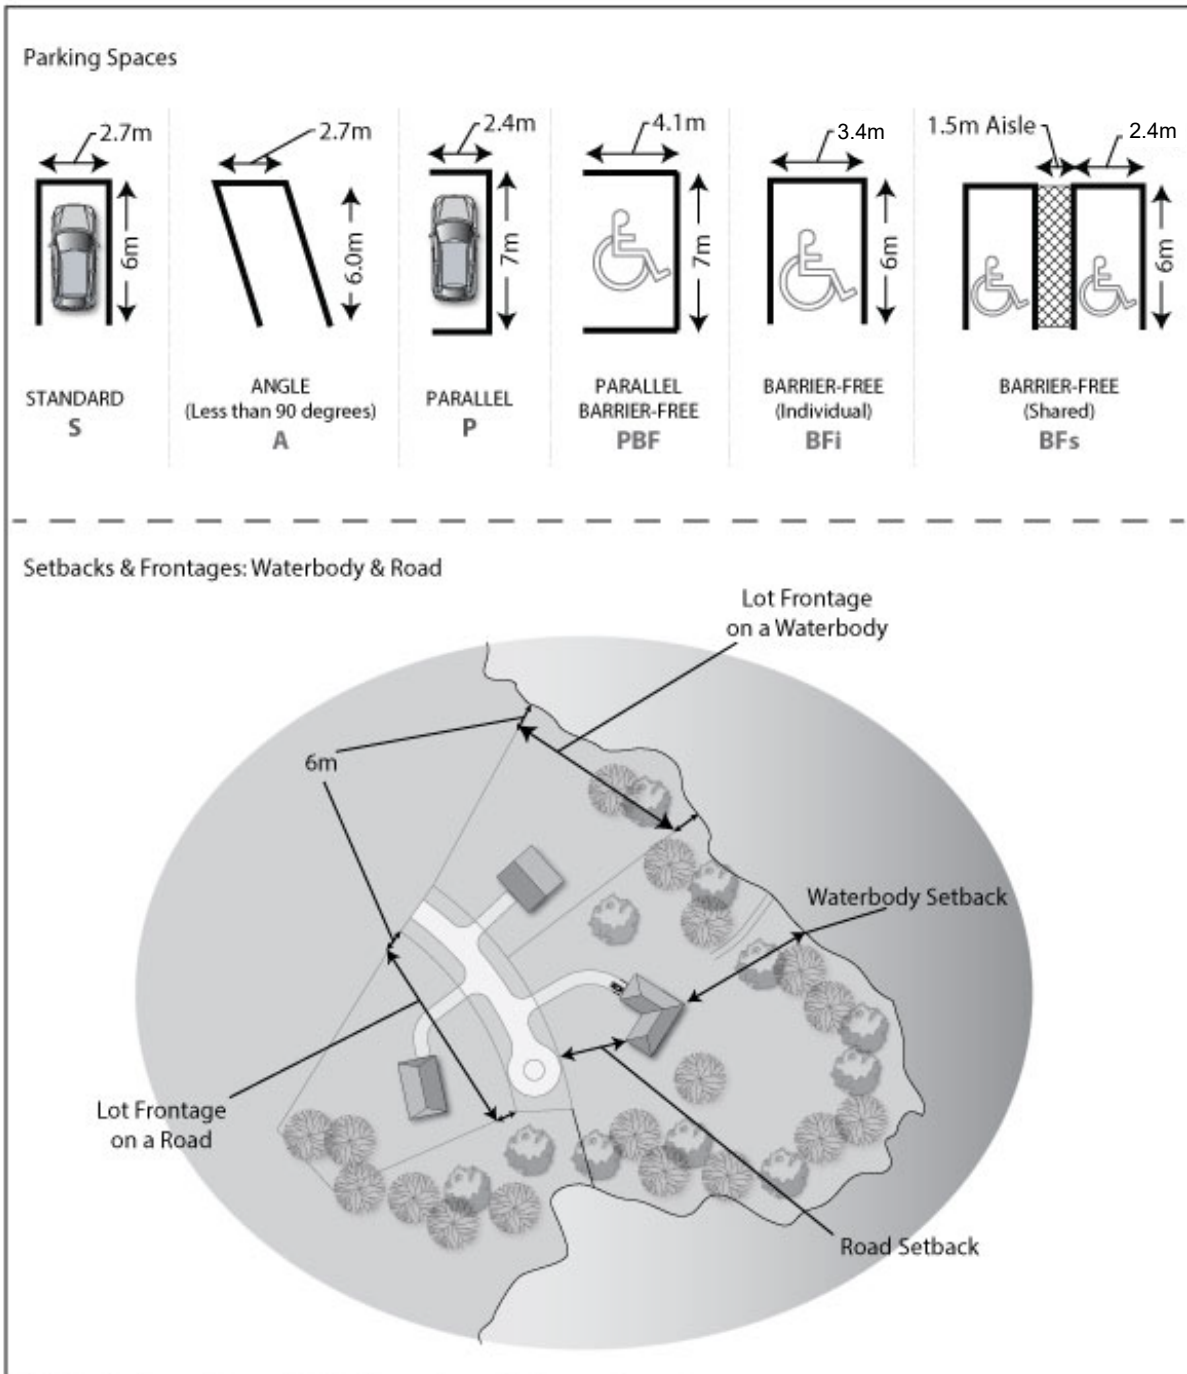 Parking Spaces
2.7m
6m
STANDARD
S
2.7m
6.0m
ANGLE
(Less than 90 degrees)
A
2.4m
7m
PARALLEL
P
4.1m
7m
PARALLEL
BARRIER-FREE
PBF
3.4m
6m
BARRIER-FREE
(Individual)
BFi
1.5m Aisle
2.4m
6m
BARRIER-FREE
(Shared)
BFs
Setbacks & Frontages: Waterbody & Road
Lot Frontage
on a Waterbody
6m
Waterbody Setback
Lot Frontage
on a Road
Road Setback